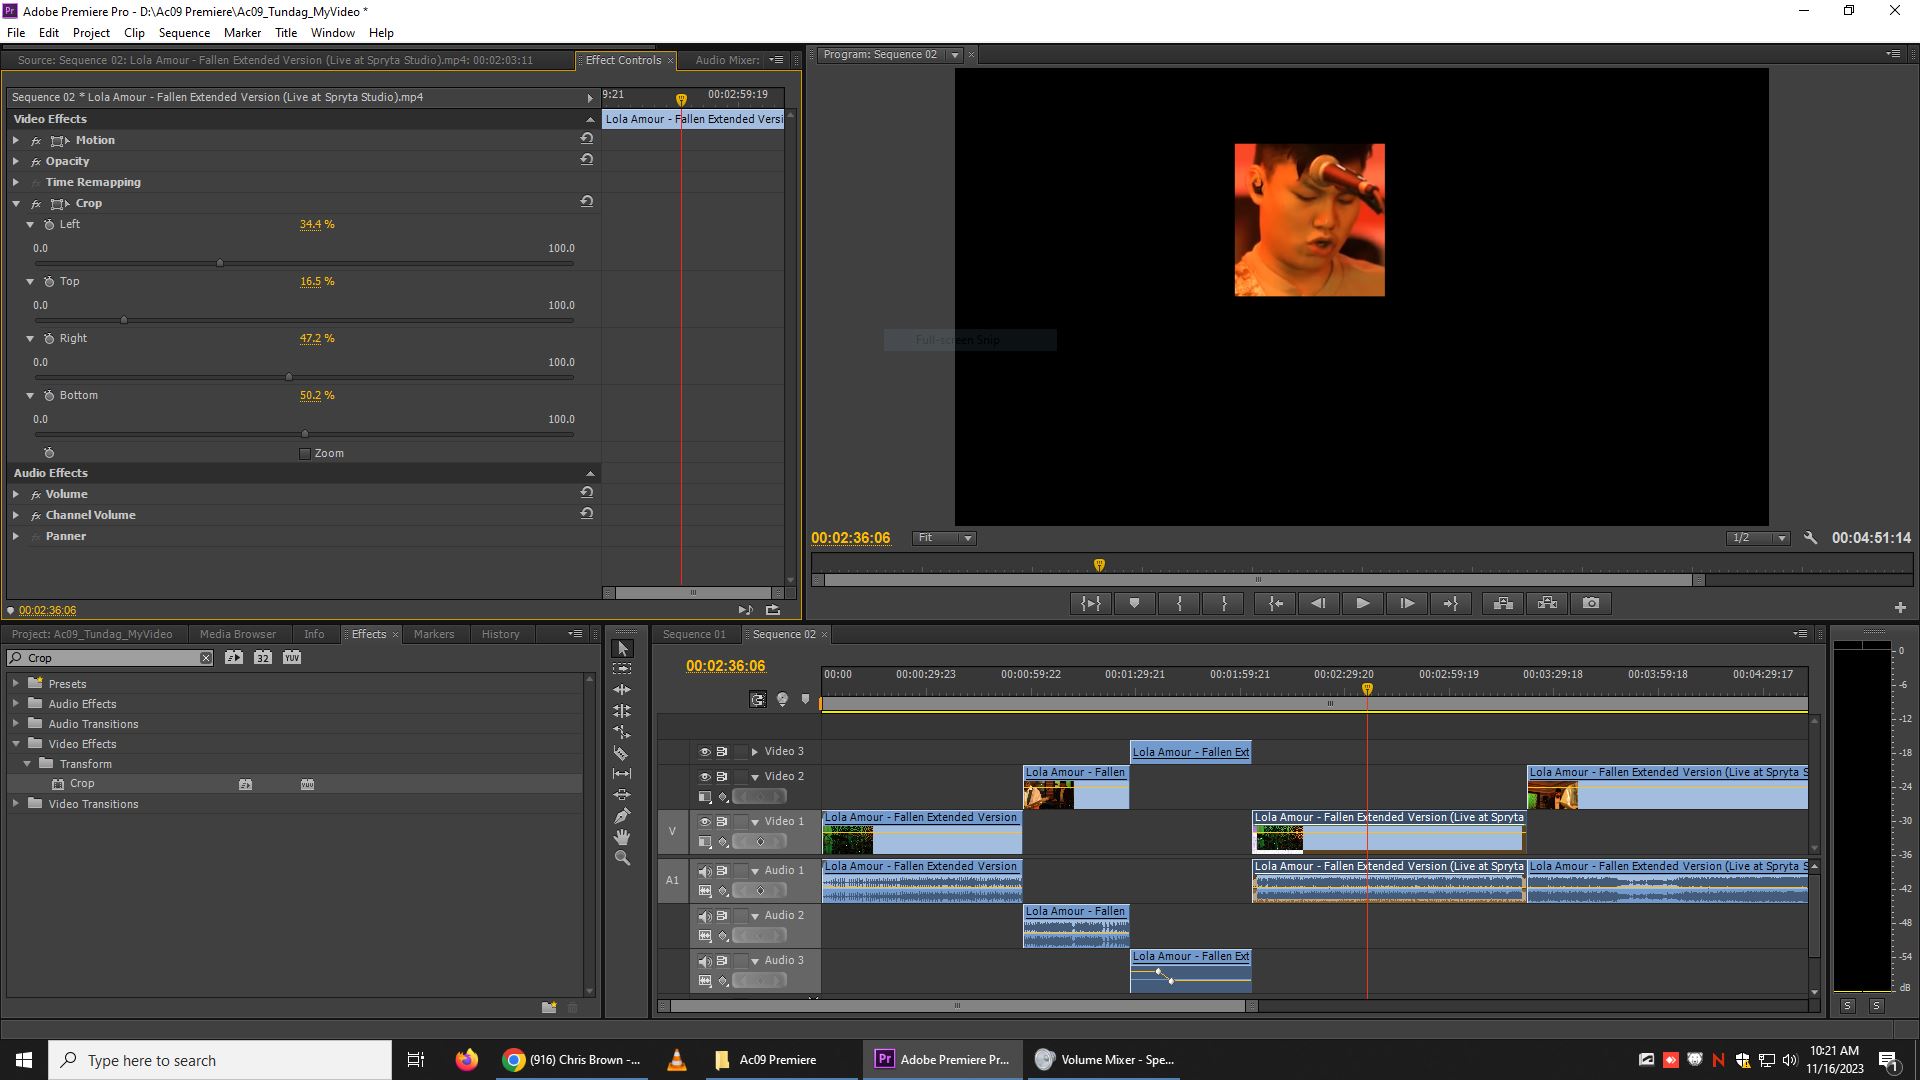 Adobe Premiere Pro - D:\Ac09 Premiere\Ac09_Tundag_MyVideo *
File Edit Project Clip Sequence Marker Title Window Help
Source: Sequence 02: Lola Amour - Fallen Extended Version (Live at Spryta Studio).mp4: 00:02:03:11
Effect Controls
Audio Mixer:
Sequence 02 * Lola Amour - Fallen Extended Version (Live at Spryta Studio).mp4
9:21 00:02:59:19
Video Effects
Lola Amour - Fallen Extended Versi
fx Motion
fx Opacity
fx Time Remapping
fx Crop
Left 34.4 %
0.0 100.0
Top 16.5 %
0.0 100.0
Right 47.2 %
0.0 100.0
Bottom 50.2 %
0.0 100.0
Zoom
Audio Effects
fx Volume
fx Channel Volume
fx Panner
00:02:36:06
Program: Sequence 02
Full-screen Snip
00:02:36:06 Fit 1/2 00:04:51:14
Project: Ac09_Tundag_MyVideo Media Browser Info Effects Markers History
Crop
32 YUV
Presets
Audio Effects
Audio Transitions
Video Effects
Transform
Crop YUV
Video Transitions
Sequence 01 Sequence 02
00:02:36:06
00:00 00:00:29:23 00:00:59:22 00:01:29:21 00:01:59:21 00:02:29:20 00:02:59:19 00:03:29:18 00:03:59:18 00:04:29:17
Video 3
Lola Amour - Fallen Ext
Video 2
Lola Amour - Fallen
Lola Amour - Fallen Extended Version (Live at Spryta S
V Video 1
Lola Amour - Fallen Extended Version
Lola Amour - Fallen Extended Version (Live at Spryta
A1 Audio 1
Lola Amour - Fallen Extended Version
Lola Amour - Fallen Extended Version (Live at Spryta
Lola Amour - Fallen Extended Version (Live at Spryta S
Audio 2
Lola Amour - Fallen
Audio 3
Lola Amour - Fallen Ext
0
-6
-12
-18
-24
-30
-36
-42
-48
-54
dB
S S
Type here to search
(916) Chris Brown -...
Ac09 Premiere
Pr Adobe Premiere Pr...
Volume Mixer - Spe...
10:21 AM
11/16/2023
1